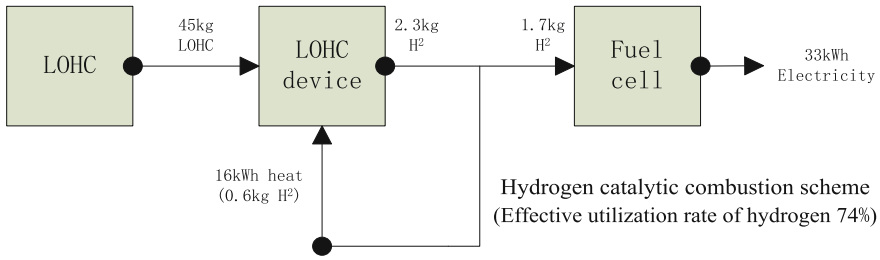 LOHC
45kg
LOHC
LOHC
device
2.3kg
H²
1.7kg
H²
Fuel
cell
33kWh
Electricity
16kWh heat
(0.6kg H²)
Hydrogen catalytic combustion scheme
(Effective utilization rate of hydrogen 74%)